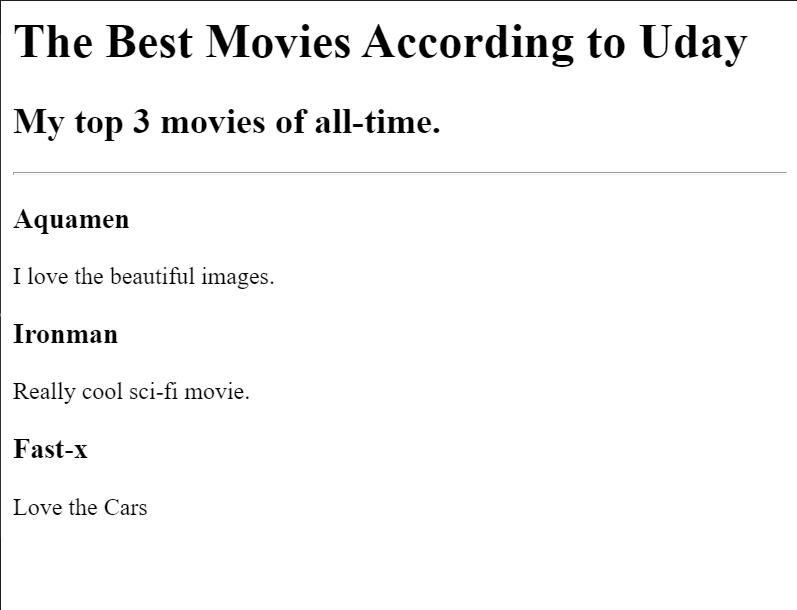 The Best Movies According to Uday
My top 3 movies of all-time.
Aquamen
I love the beautiful images.
Ironman
Really cool sci-fi movie.
Fast-x
Love the Cars